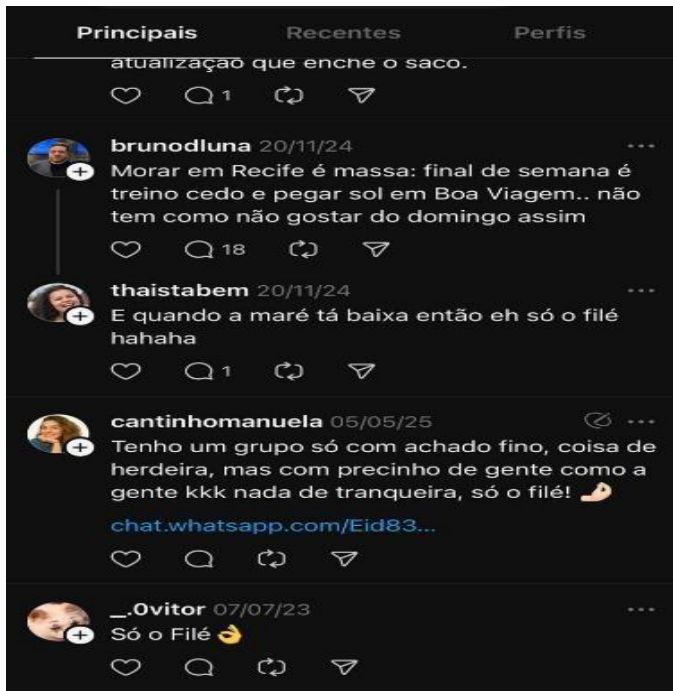 Principais Recentes Perfis
atualização que enche o saco.
1
brunodluna 20/11/24
Morar em Recife é massa: final de semana é
treino cedo e pegar sol em Boa Viagem.. não
tem como não gostar do domingo assim
18
thaistabem 20/11/24
E quando a maré tá baixa então eh só o filé
hahaha
1
cantinhomanuela 05/05/25
Tenho um grupo só com achado fino, coisa de
herdeira, mas com precinho de gente como a
gente kkk nada de tranqueira, só o filé! 🤌🏻
chat.whatsapp.com/Eid83...
_.0vitor 07/07/23
Só o Filé 👌